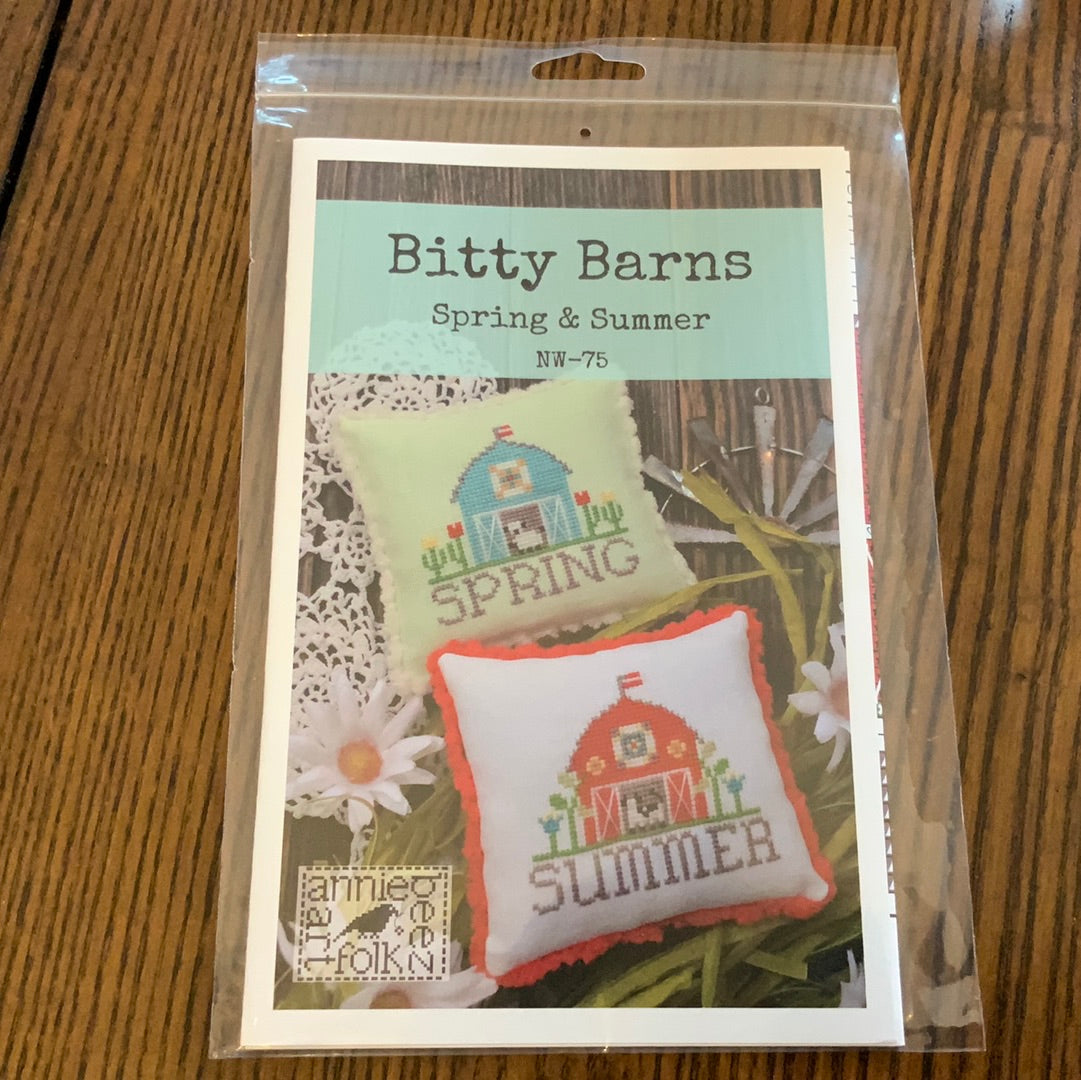 Bitty Barns
Spring & Summer
NW-75
SPRING
SUMMER
annie beez
folk art